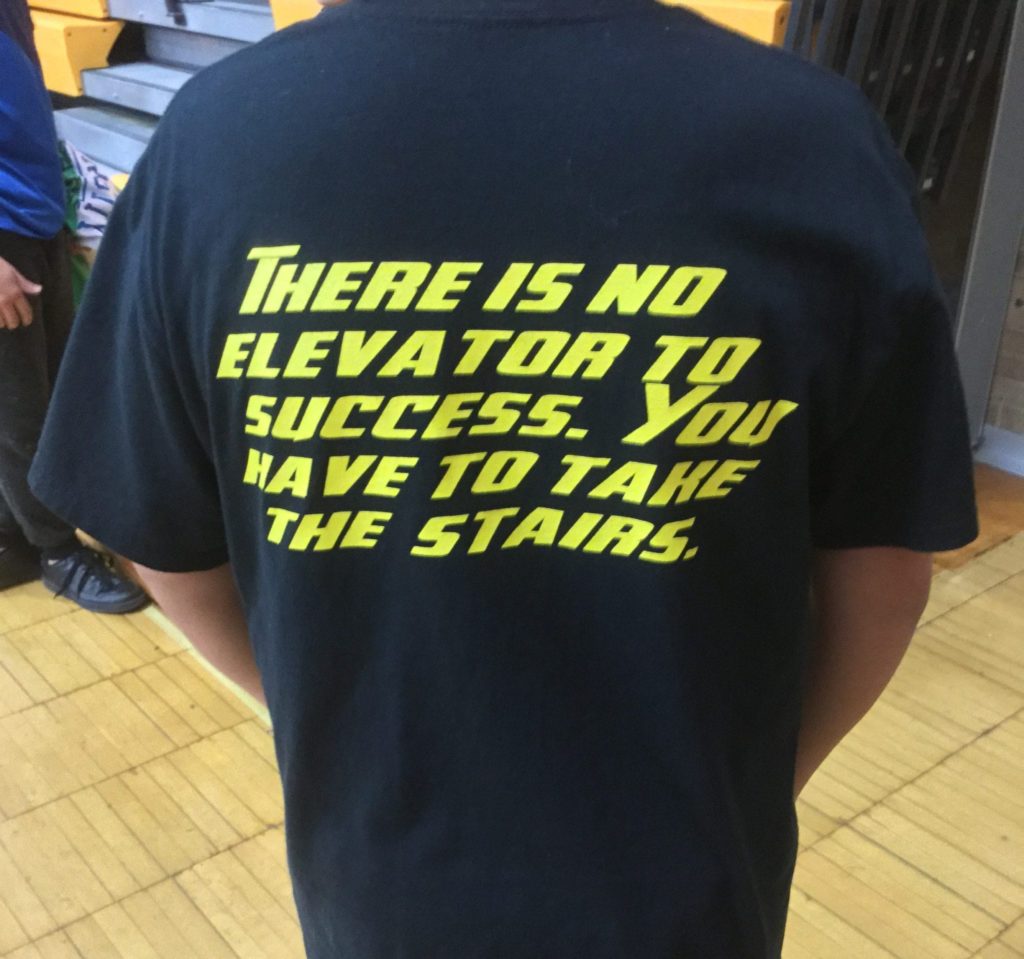 There is no
elevator to
success. You
have to take
the stairs.